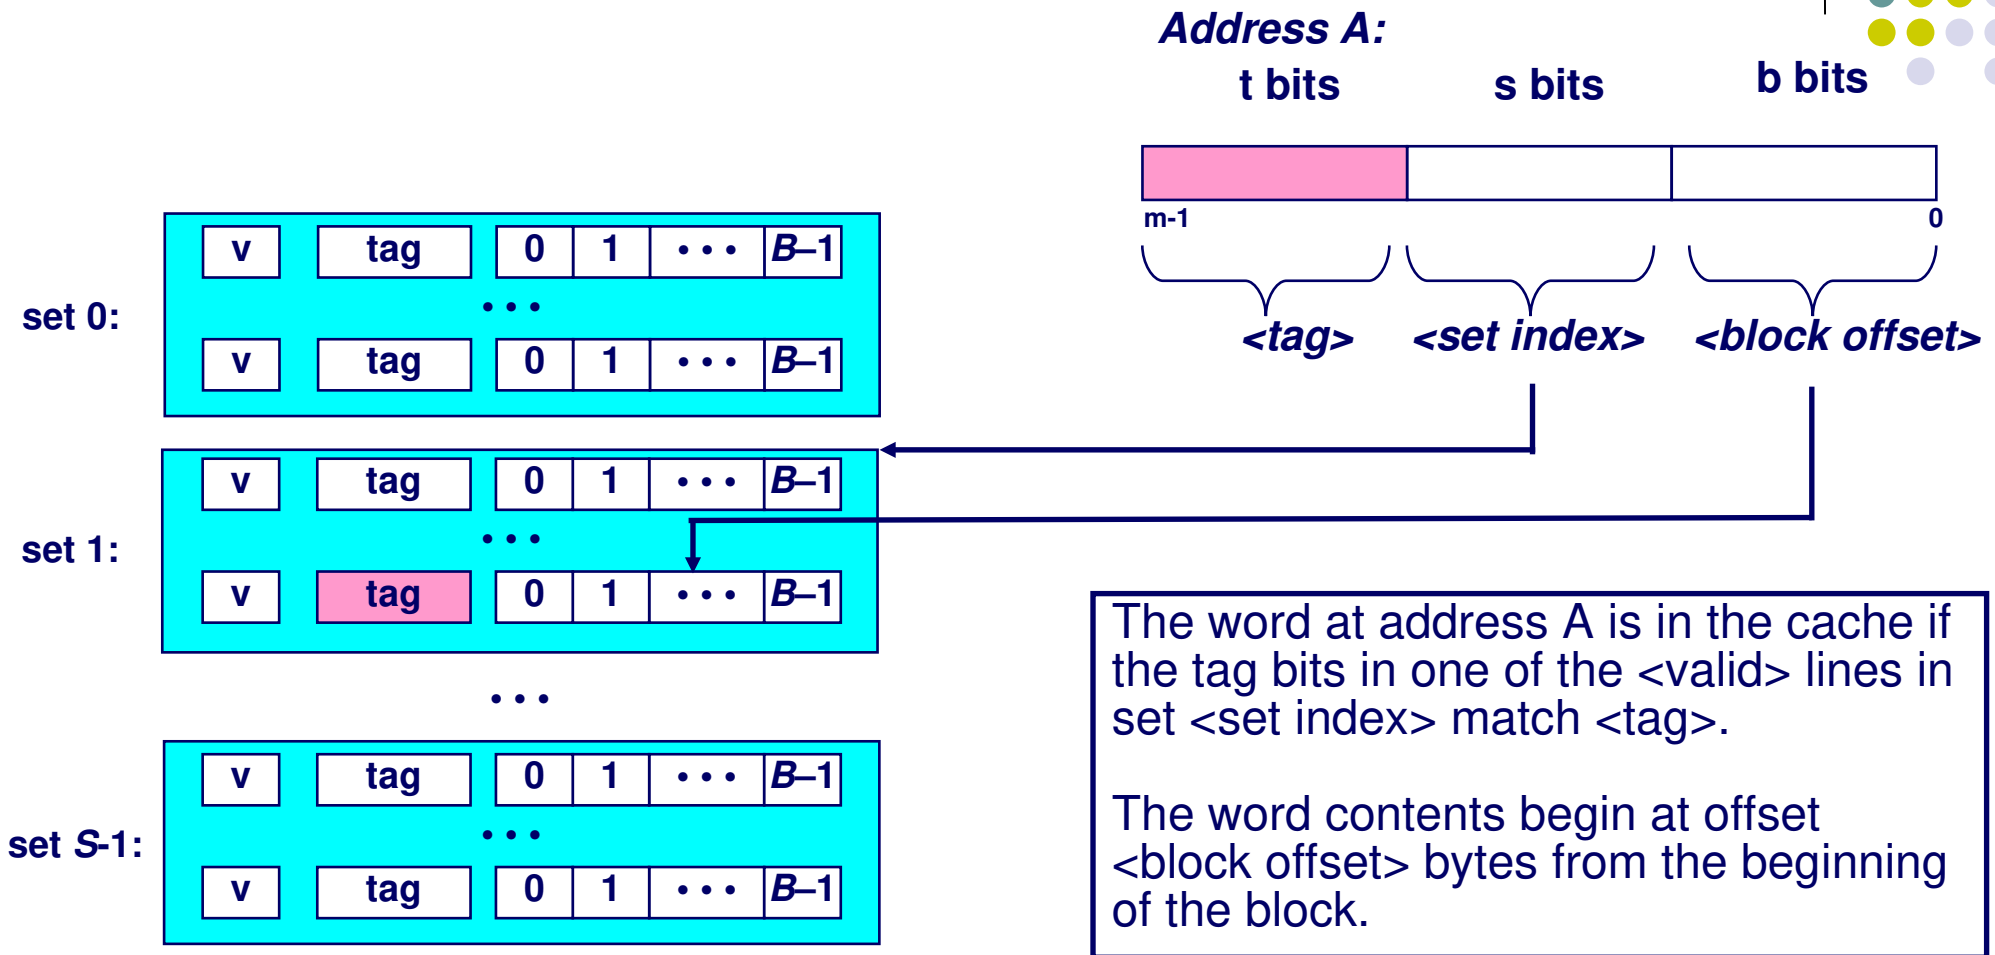 Address A:
t bits s bits b bits
m-1 0
<tag> <set index> <block offset>
set 0:
v tag 0 1 • • • B–1
• • •
v tag 0 1 • • • B–1
set 1:
v tag 0 1 • • • B–1
• • •
v tag 0 1 • • • B–1
• • •
set S-1:
v tag 0 1 • • • B–1
• • •
v tag 0 1 • • • B–1
The word at address A is in the cache if
the tag bits in one of the <valid> lines in
set <set index> match <tag>.
The word contents begin at offset
<block offset> bytes from the beginning
of the block.